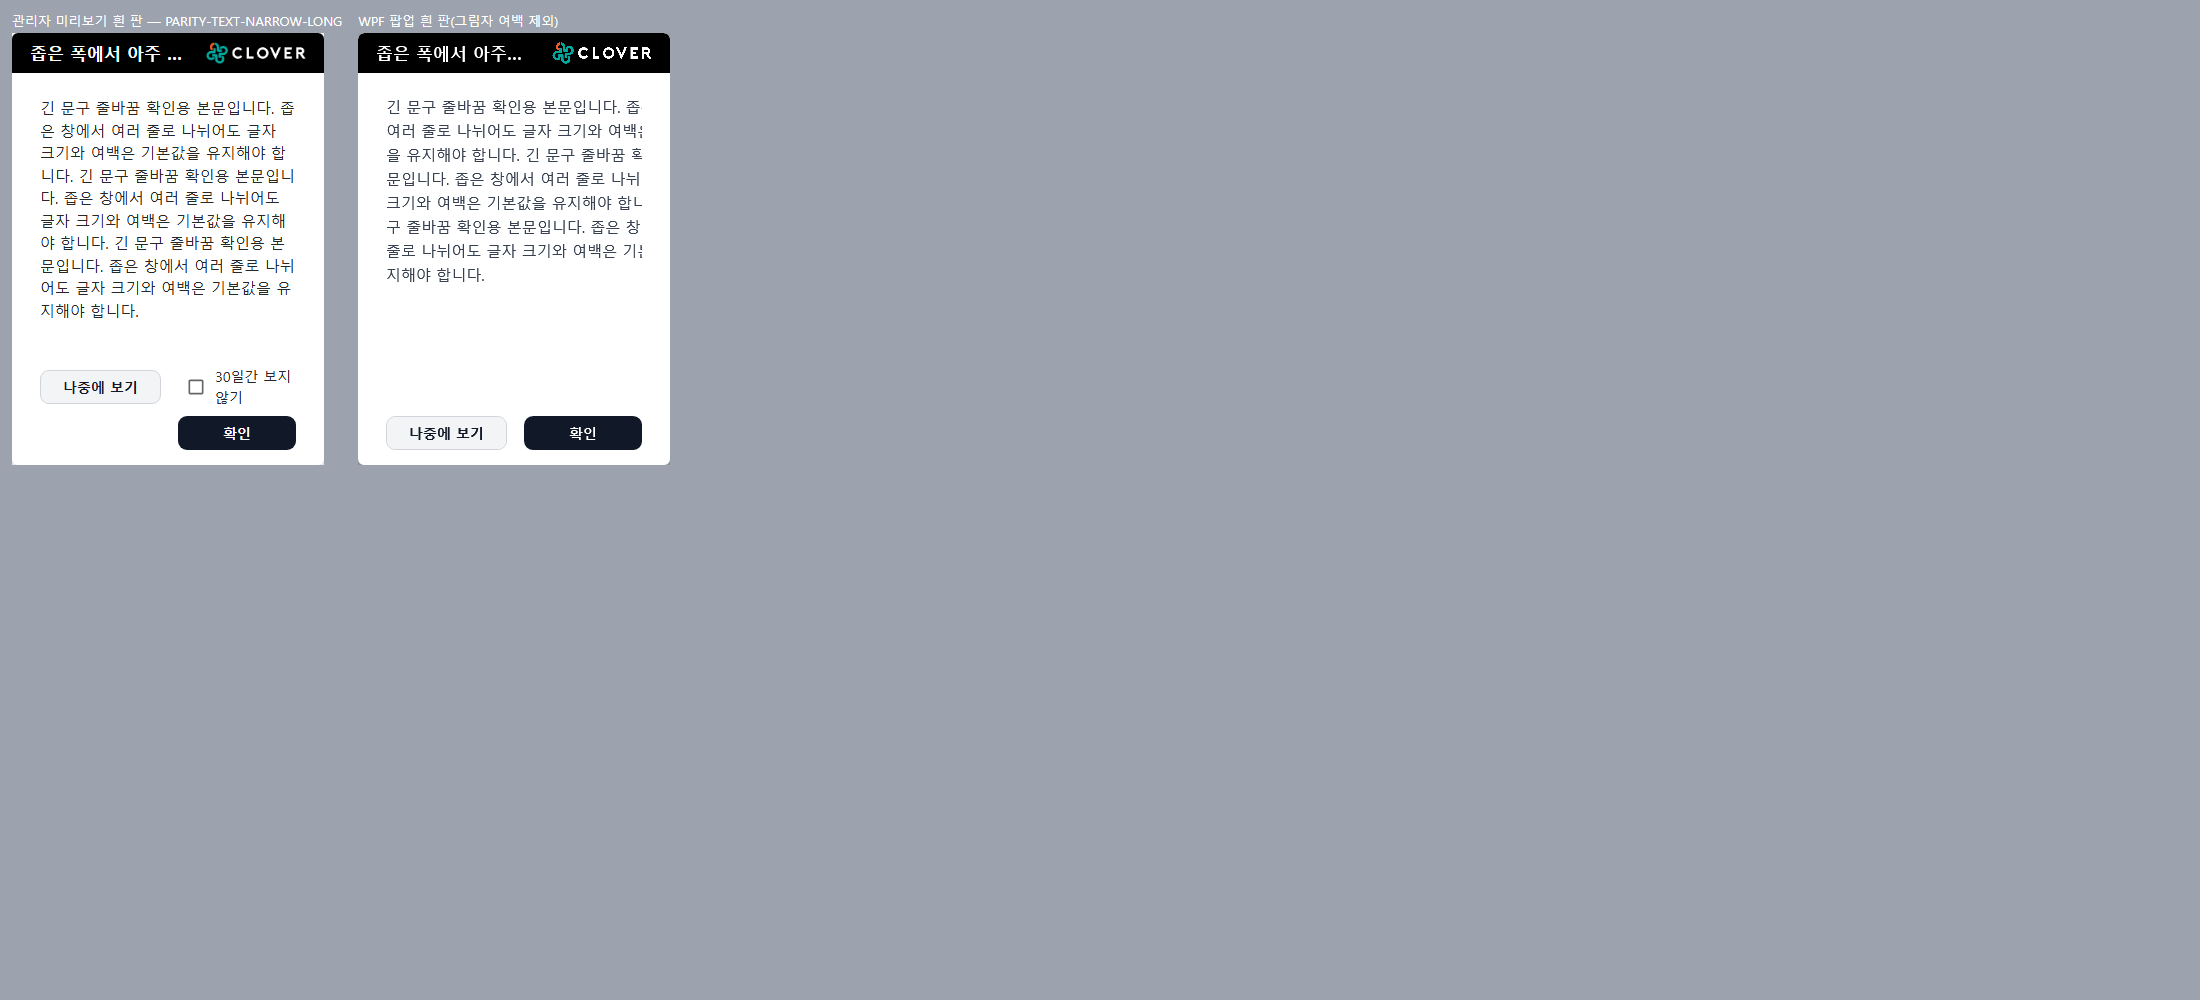 관리자 미리보기 흰 판 — PARITY-TEXT-NARROW-LONG
좁은 폭에서 아주 ...
CLOVER
긴 문구 줄바꿈 확인용 본문입니다. 좁
은 창에서 여러 줄로 나뉘어도 글자
크기와 여백은 기본값을 유지해야 합
니다. 긴 문구 줄바꿈 확인용 본문입니
다. 좁은 창에서 여러 줄로 나뉘어도
글자 크기와 여백은 기본값을 유지해
야 합니다. 긴 문구 줄바꿈 확인용 본
문입니다. 좁은 창에서 여러 줄로 나뉘
어도 글자 크기와 여백은 기본값을 유
지해야 합니다.
나중에 보기
30일간 보지
않기
확인
WPF 팝업 흰 판(그림자 여백 제외)
좁은 폭에서 아주...
CLOVER
긴 문구 줄바꿈 확인용 본문입니다. 좁
여러 줄로 나뉘어도 글자 크기와
을 유지해야 합니다. 긴 문구 줄바꿈
문입니다. 좁은 창에서 여러 줄로 나뉘
크기와 여백은 기본값을 유지해야
구 줄바꿈 확인용 본문입니다. 좁은 창
줄로 나뉘어도 글자 크기와 여백은
지해야 합니다.
나중에 보기
확인